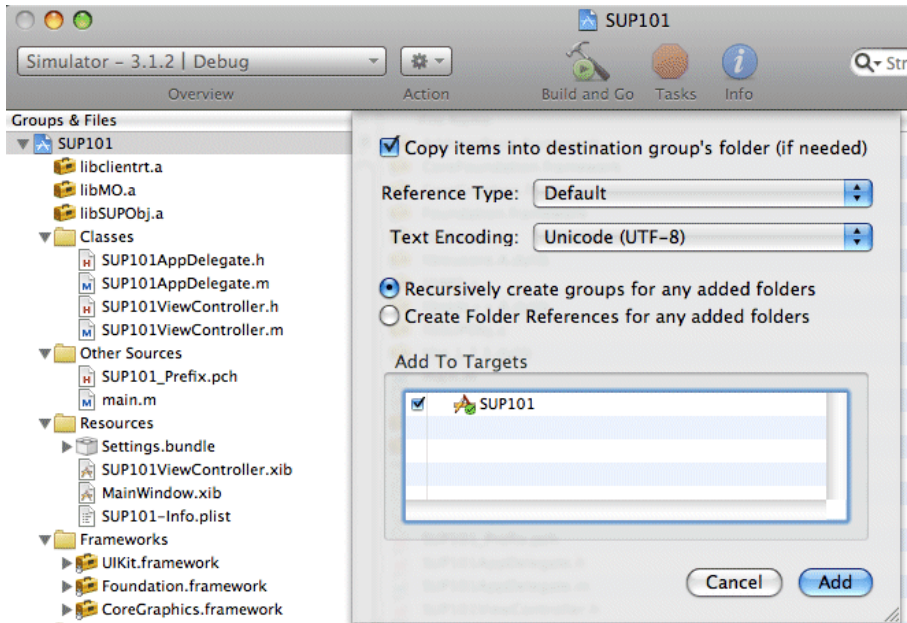 SUP101
Simulator – 3.1.2 | Debug
Str
Overview
Action
Build and Go
Tasks
Info
Groups & Files
SUP101
libclientrt.a
libMO.a
libSUPObj.a
Classes
SUP101AppDelegate.h
SUP101AppDelegate.m
SUP101ViewController.h
SUP101ViewController.m
Other Sources
SUP101_Prefix.pch
main.m
Resources
Settings.bundle
SUP101ViewController.xib
MainWindow.xib
SUP101-Info.plist
Frameworks
UIKit.framework
Foundation.framework
CoreGraphics.framework
Copy items into destination group's folder (if needed)
Reference Type: Default
Text Encoding: Unicode (UTF-8)
Recursively create groups for any added folders
Create Folder References for any added folders
Add To Targets
SUP101
Cancel
Add